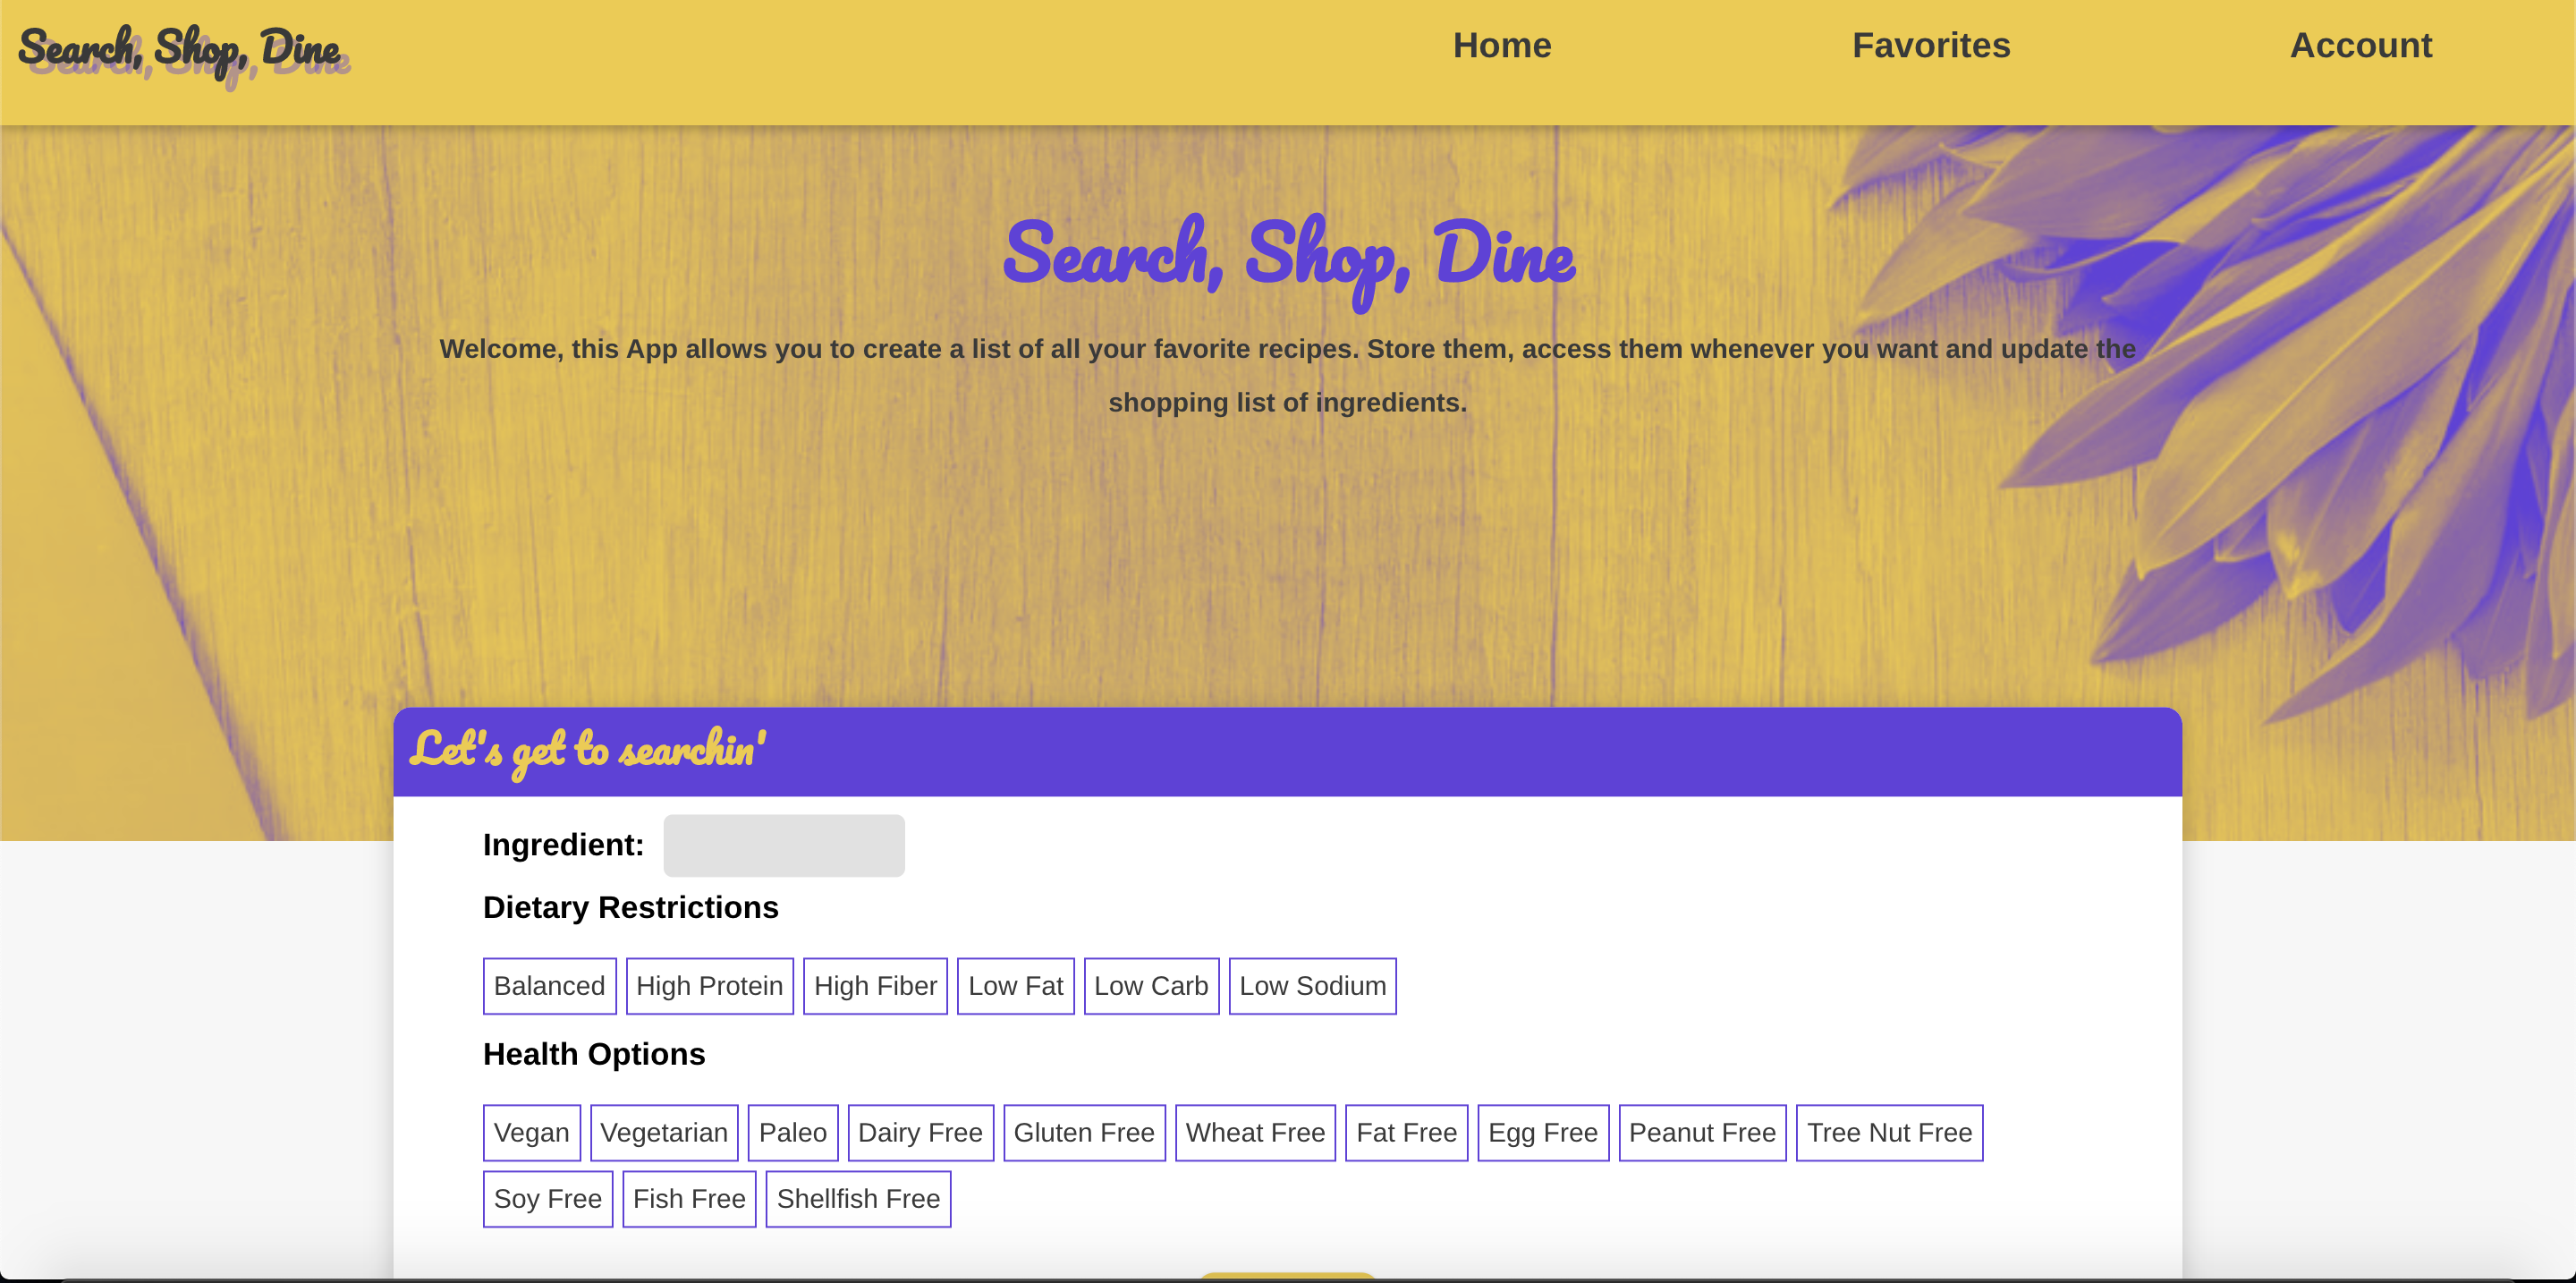 Search, Shop, Dine
Home
Favorites
Account
Search, Shop, Dine
Welcome, this App allows you to create a list of all your favorite recipes. Store them, access them whenever you want and update the
shopping list of ingredients.
Let's get to searchin'
Ingredient:
Dietary Restrictions
Balanced
High Protein
High Fiber
Low Fat
Low Carb
Low Sodium
Health Options
Vegan
Vegetarian
Paleo
Dairy Free
Gluten Free
Wheat Free
Fat Free
Egg Free
Peanut Free
Tree Nut Free
Soy Free
Fish Free
Shellfish Free